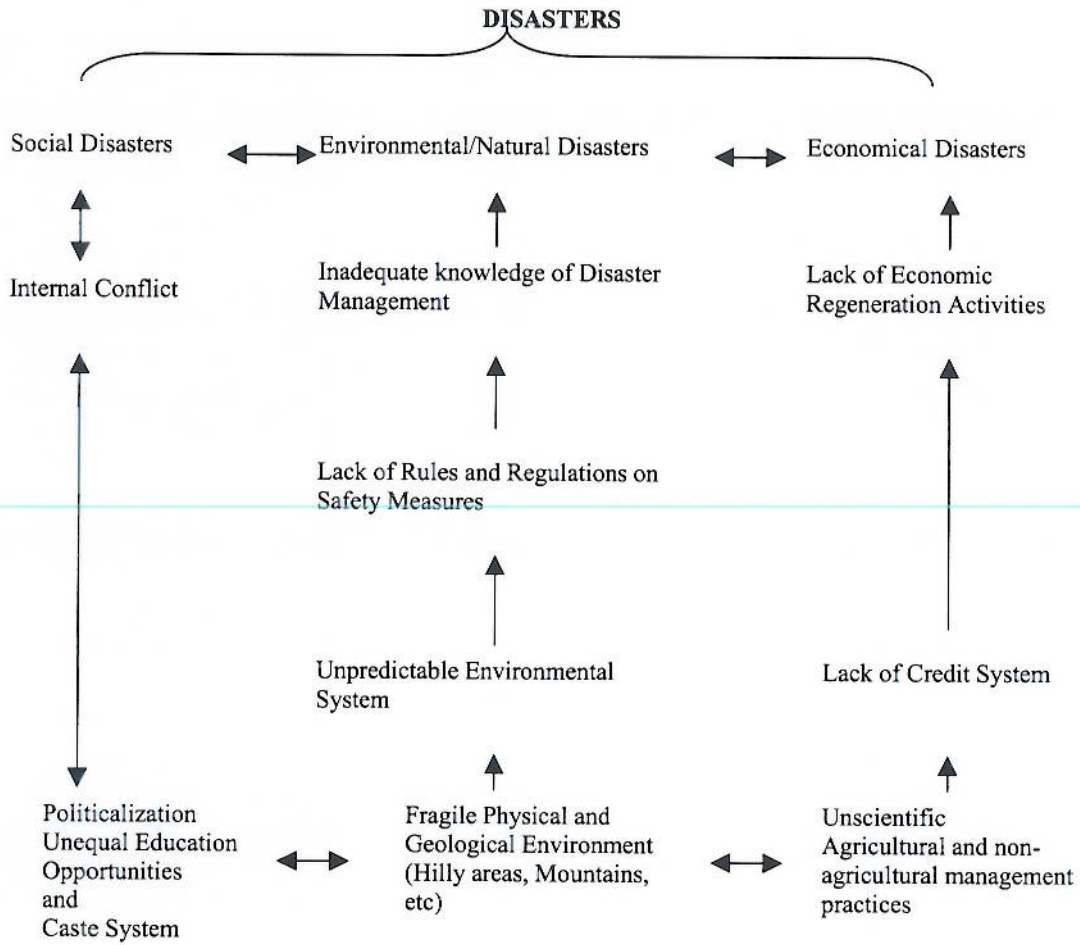 DISASTERS
Social Disasters
Environmental/Natural Disasters
Economical Disasters
Internal Conflict
Inadequate knowledge of Disaster
Management
Lack of Economic
Regeneration Activities
Lack of Rules and Regulations on
Safety Measures
Unpredictable Environmental
System
Lack of Credit System
Politicalization
Unequal Education
Opportunities
and
Caste System
Fragile Physical and
Geological Environment
(Hilly areas, Mountains,
etc)
Unscientific
Agricultural and non-
agricultural management
practices